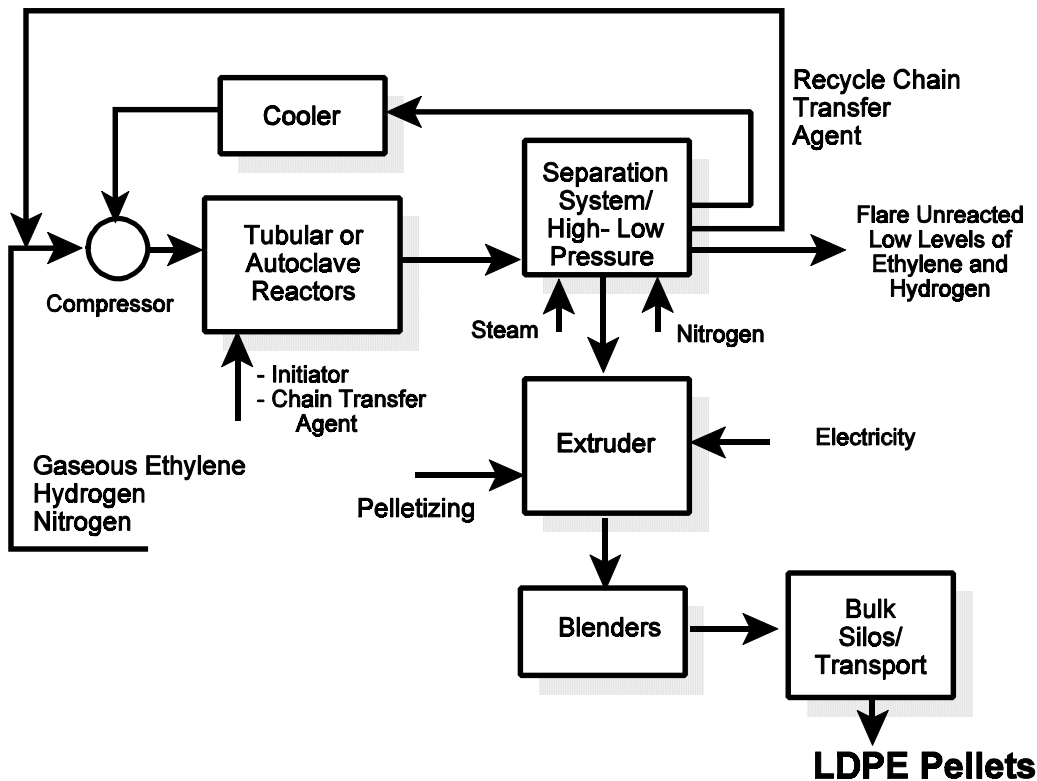 Recycle Chain
Transfer
Agent
Cooler
Separation
System/
High- Low
Pressure
Flare Unreacted
Low Levels of
Ethylene and
Hydrogen
Tubular or
Autoclave
Reactors
Compressor
Steam
Nitrogen
- Initiator
- Chain Transfer
Agent
Extruder
Electricity
Gaseous Ethylene
Hydrogen
Nitrogen
Pelletizing
Blenders
Bulk
Silos/
Transport
LDPE Pellets